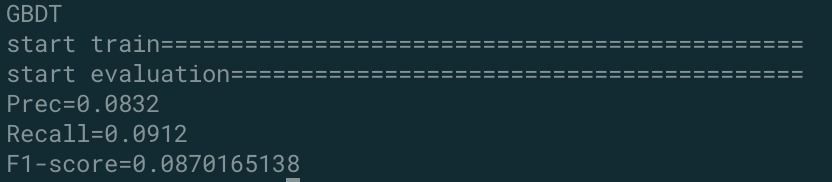 GBDT
start train==============================================
start evaluation=========================================
Prec=0.0832
Recall=0.0912
F1-score=0.0870165138